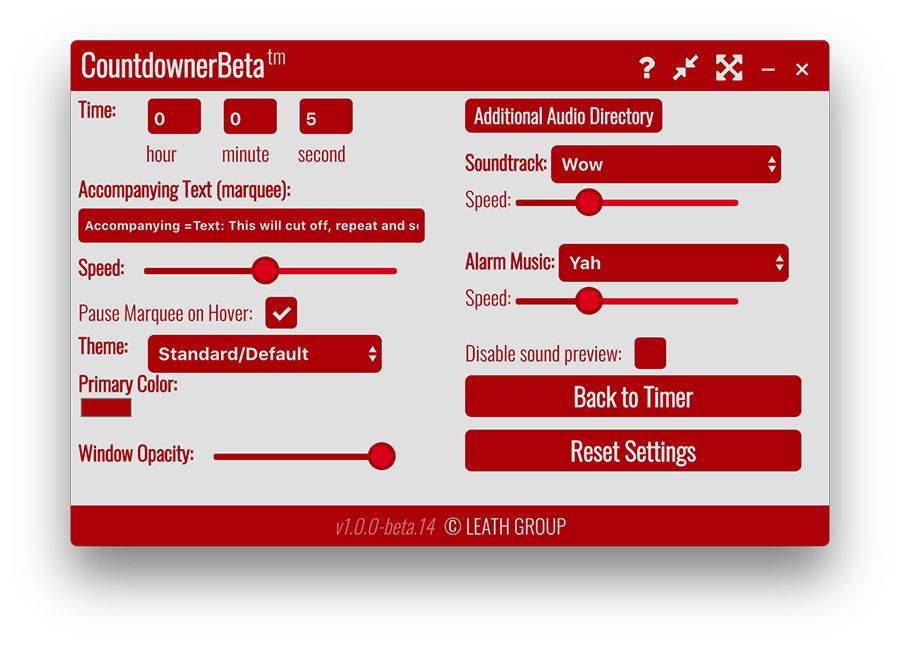 CountdownerBeta tm
?
Time:
0 0 5
hour minute second
Accompanying Text (marquee):
Accompanying =Text: This will cut off, repeat and s
Speed:
Pause Marquee on Hover:
Theme: Standard/Default
Primary Color:
Window Opacity:
Additional Audio Directory
Soundtrack: Wow
Speed:
Alarm Music: Yah
Speed:
Disable sound preview:
Back to Timer
Reset Settings
v1.0.0-beta.14 © LEATH GROUP